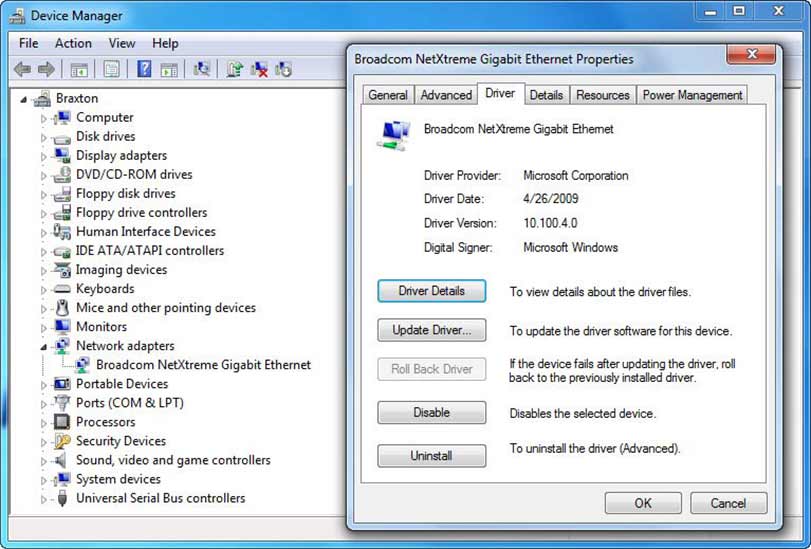 Device Manager
File Action View Help
Braxton
Computer
Disk drives
Display adapters
DVD/CD-ROM drives
Floppy disk drives
Floppy drive controllers
Human Interface Devices
IDE ATA/ATAPI controllers
Imaging devices
Keyboards
Mice and other pointing devices
Monitors
Network adapters
Broadcom NetXtreme Gigabit Ethernet
Portable Devices
Ports (COM & LPT)
Processors
Security Devices
Sound, video and game controllers
System devices
Universal Serial Bus controllers
Broadcom NetXtreme Gigabit Ethernet Properties
General Advanced Driver Details Resources Power Management
Broadcom NetXtreme Gigabit Ethernet
Driver Provider: Microsoft Corporation
Driver Date: 4/26/2009
Driver Version: 10.100.4.0
Digital Signer: Microsoft Windows
Driver Details To view details about the driver files.
Update Driver... To update the driver software for this device.
Roll Back Driver If the device fails after updating the driver, roll
back to the previously installed driver.
Disable Disables the selected device.
Uninstall To uninstall the driver (Advanced).
OK Cancel